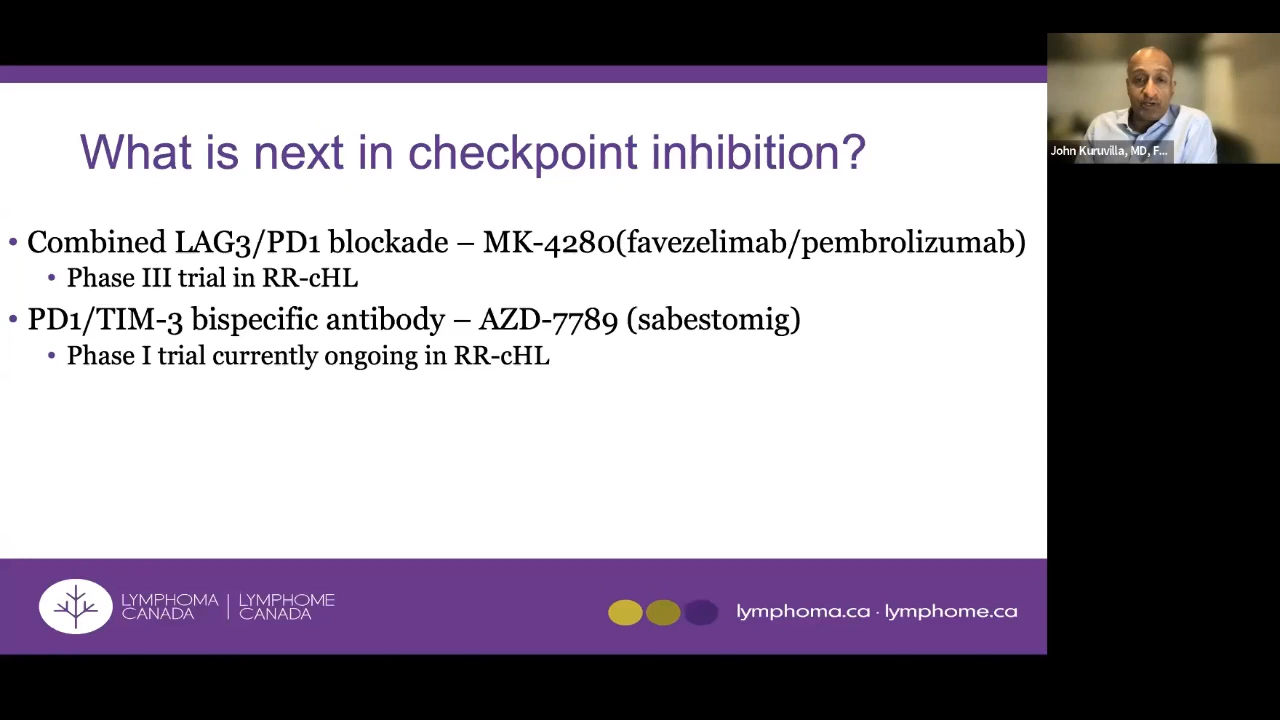 What is next in checkpoint inhibition?
• Combined LAG3/PD1 blockade – MK-4280(favezelimab/pembrolizumab)
• Phase III trial in RR-cHL
• PD1/TIM-3 bispecific antibody – AZD-7789 (sabestomig)
• Phase I trial currently ongoing in RR-cHL
John Kuruvilla, MD, F...
LYMPHOMA | LYMPHOME
CANADA | CANADA
lymphoma.ca · lymphome.ca